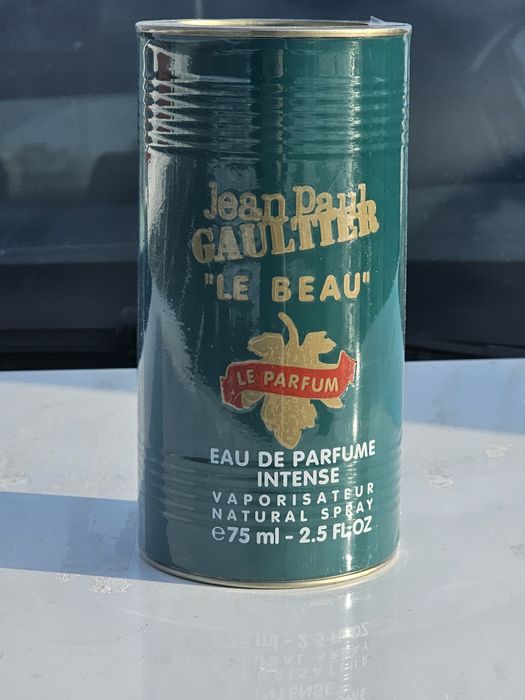 Jean Paul
GAULTIER
"LE BEAU"
LE PARFUM
EAU DE PARFUME
INTENSE
VAPORISATEUR
NATURAL SPRAY
℮75 ml - 2.5 FL.OZ